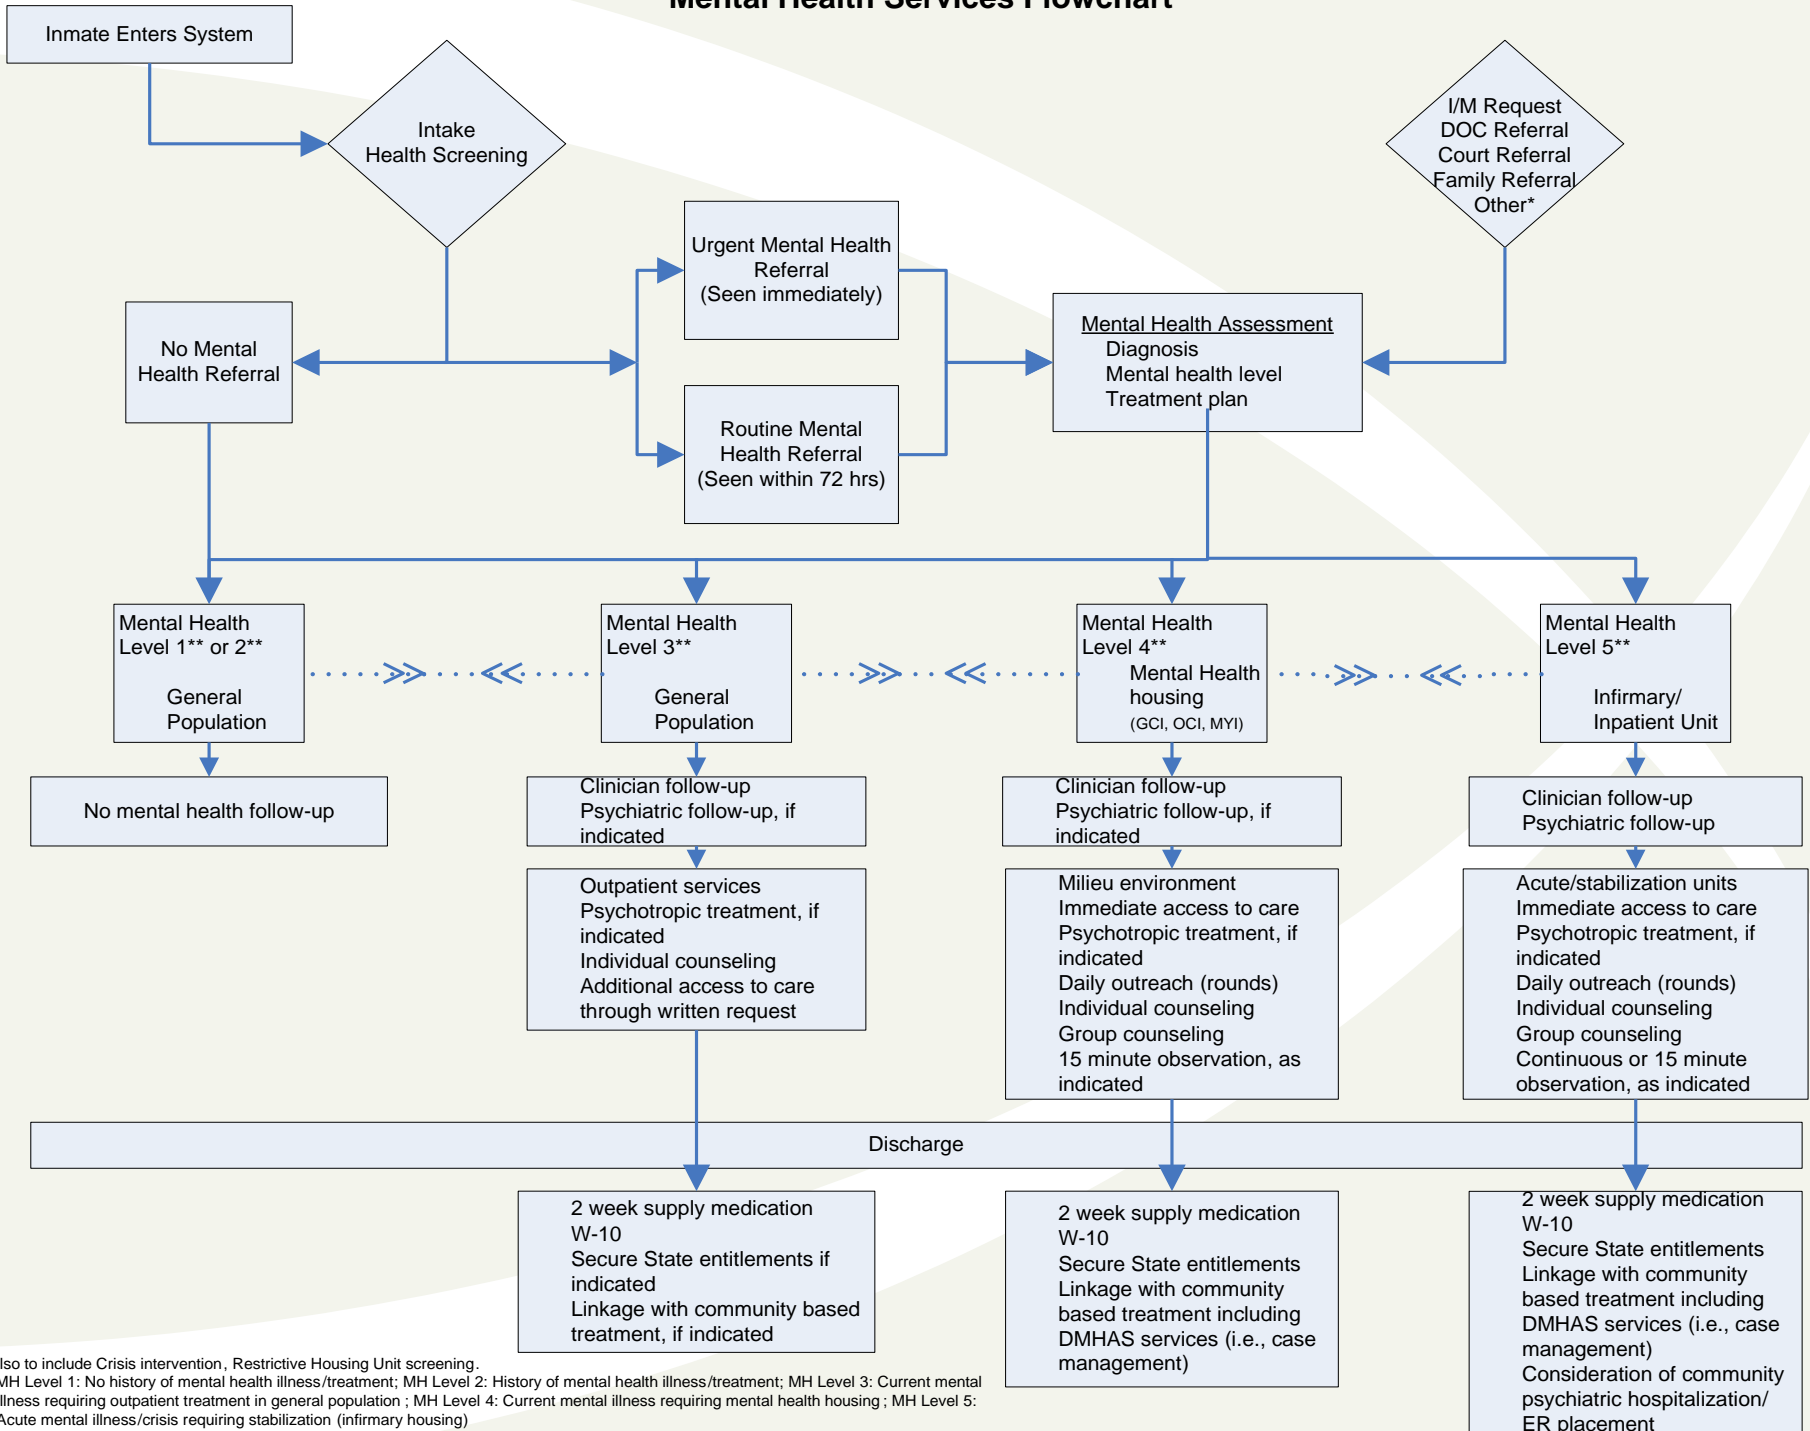 Mental Health Services Flowchart
Inmate Enters System
Intake
Health Screening
I/M Request
DOC Referral
Court Referral
Family Referral
Other*
Urgent Mental Health
Referral
(Seen immediately)
No Mental
Health Referral
Mental Health Assessment
Diagnosis
Mental health level
Treatment plan
Routine Mental
Health Referral
(Seen within 72 hrs)
Mental Health
Level 1** or 2**
General
Population
Mental Health
Level 3**
General
Population
Mental Health
Level 4**
Mental Health
housing
(GCI, OCI, MYI)
Mental Health
Level 5**
Infirmary/
Inpatient Unit
No mental health follow-up
Clinician follow-up
Psychiatric follow-up, if
indicated
Clinician follow-up
Psychiatric follow-up, if
indicated
Clinician follow-up
Psychiatric follow-up
Outpatient services
Psychotropic treatment, if
indicated
Individual counseling
Additional access to care
through written request
Milieu environment
Immediate access to care
Psychotropic treatment, if
indicated
Daily outreach (rounds)
Individual counseling
Group counseling
15 minute observation, as
indicated
Acute/stabilization units
Immediate access to care
Psychotropic treatment, if
indicated
Daily outreach (rounds)
Individual counseling
Group counseling
Continuous or 15 minute
observation, as indicated
Discharge
2 week supply medication
W-10
Secure State entitlements if
indicated
Linkage with community based
treatment, if indicated
2 week supply medication
W-10
Secure State entitlements
Linkage with community
based treatment including
DMHAS services (i.e., case
management)
2 week supply medication
W-10
Secure State entitlements
Linkage with community
based treatment including
DMHAS services (i.e., case
management)
Consideration of community
psychiatric hospitalization/
ER placement
lso to include Crisis intervention, Restrictive Housing Unit screening.
MH Level 1: No history of mental health illness/treatment; MH Level 2: History of mental health illness/treatment; MH Level 3: Current mental
illness requiring outpatient treatment in general population ; MH Level 4: Current mental illness requiring mental health housing ; MH Level 5:
Acute mental illness/crisis requiring stabilization (infirmary housing)